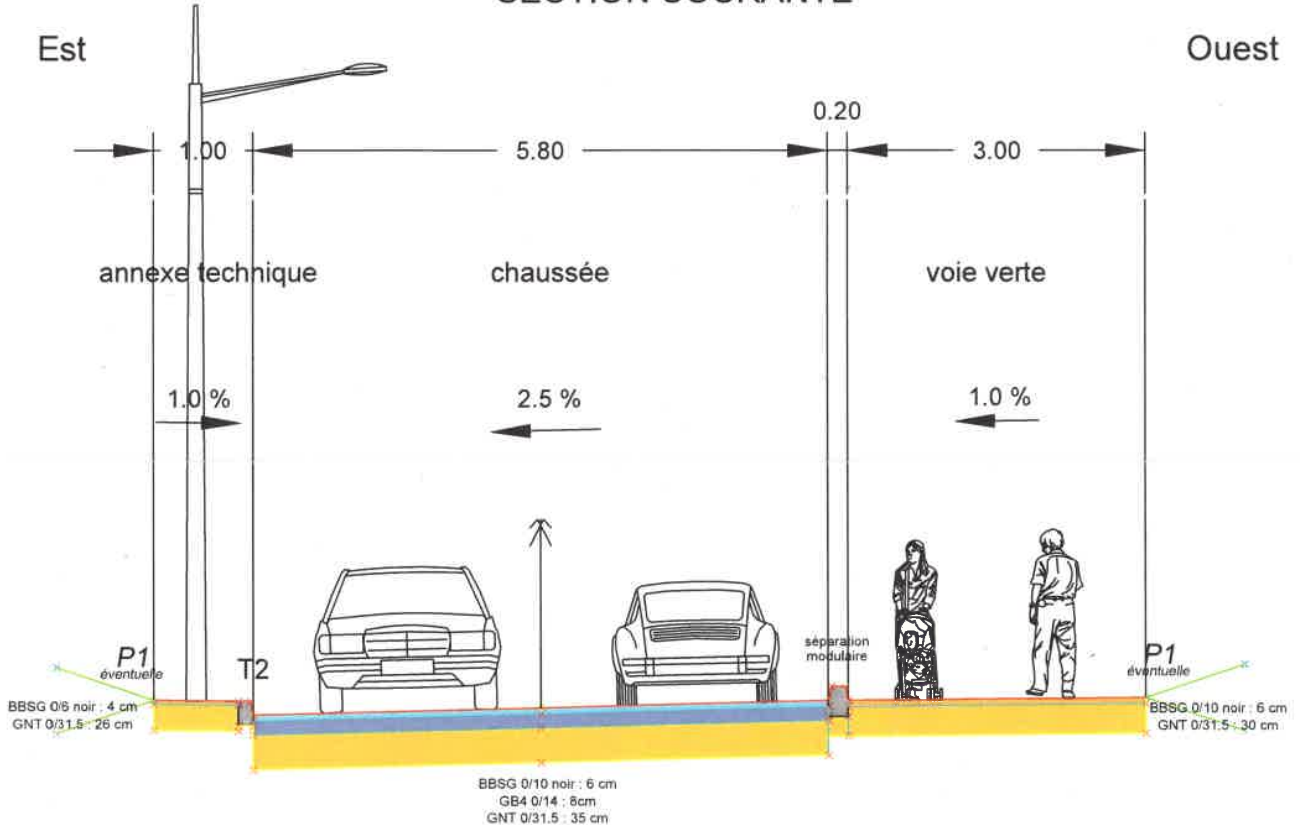 SECTION COURANTE
Est
Ouest
0.20
1.00
5.80
3.00
annexe technique
chaussée
voie verte
1.0 %
2.5 %
1.0 %
P1
éventuelle
T2
séparation
modulaire
P1
éventuelle
BBSG 0/6 noir : 4 cm
GNT 0/31.5 : 26 cm
BBSG 0/10 noir : 6 cm
GNT 0/31.5 : 30 cm
BBSG 0/10 noir : 6 cm
GB4 0/14 : 8cm
GNT 0/31.5 : 35 cm